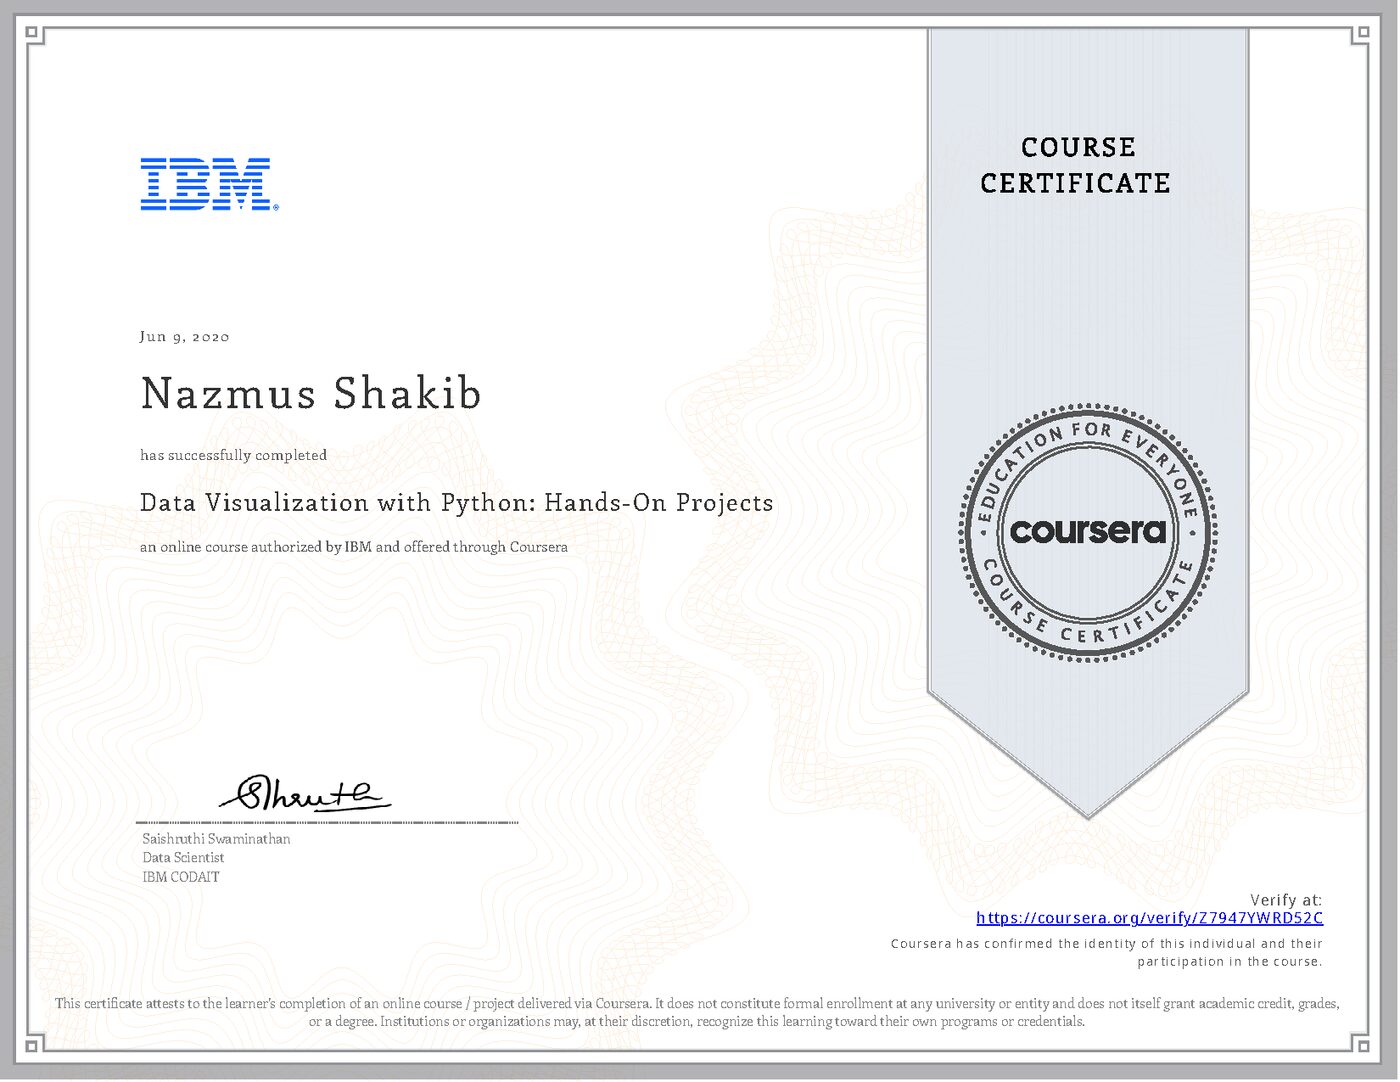 IBM®
COURSE
CERTIFICATE
Jun 9, 2020
Nazmus Shakib
has successfully completed
Data Visualization with Python: Hands-On Projects
an online course authorized by IBM and offered through Coursera
EDUCATION FOR EVERYONE
coursera
COURSE CERTIFICATE
Saishruthi Swaminathan
Data Scientist
IBM CODAIT
Verify at:
https://coursera.org/verify/Z7947YWRD52C
Coursera has confirmed the identity of this individual and their
participation in the course.
This certificate attests to the learner's completion of an online course / project delivered via Coursera. It does not constitute formal enrollment at any university or entity and does not itself grant academic credit, grades,
or a degree. Institutions or organizations may, at their discretion, recognize this learning toward their own programs or credentials.